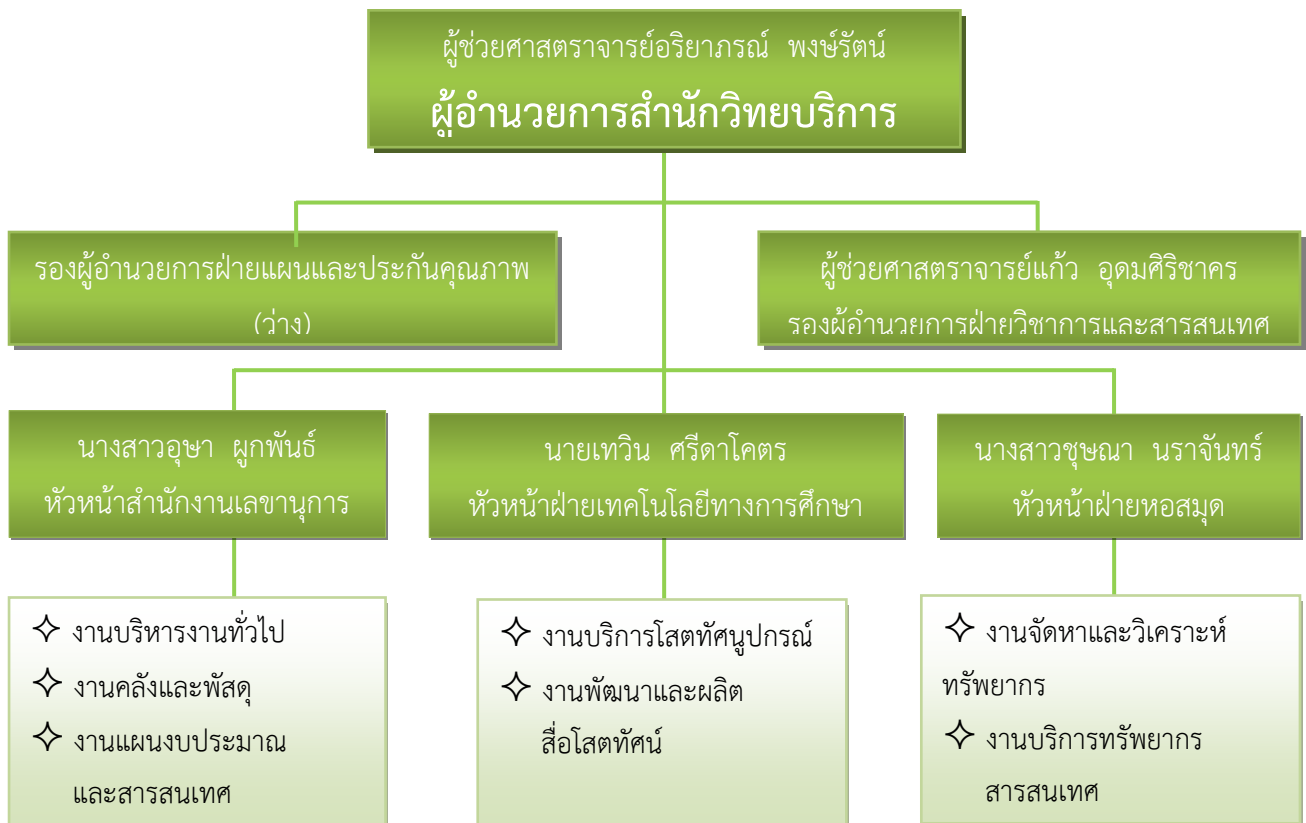 ผู้ช่วยศาสตราจารย์อริยาภรณ์ พงษ์รัตน์
ผู้อำนวยการสำนักวิทยบริการ
รองผู้อำนวยการฝ่ายแผนและประกันคุณภาพ
(ว่าง)
ผู้ช่วยศาสตราจารย์แก้ว อุดมศิริชาคร
รองผู้อำนวยการฝ่ายวิชาการและสารสนเทศ
นางสาวอุษา ผูกพันธ์
หัวหน้าสำนักงานเลขานุการ
นายเทวิน ศรีดาโคตร
หัวหน้าฝ่ายเทคโนโลยีทางการศึกษา
นางสาวชุษณา นราจันทร์
หัวหน้าฝ่ายหอสมุด
✧ งานบริหารงานทั่วไป
✧ งานคลังและพัสดุ
✧ งานแผนงบประมาณ
และสารสนเทศ
✧ งานบริการโสตทัศนูปกรณ์
✧ งานพัฒนาและผลิต
สื่อโสตทัศน์
✧ งานจัดหาและวิเคราะห์
ทรัพยากร
✧ งานบริการทรัพยากร
สารสนเทศ